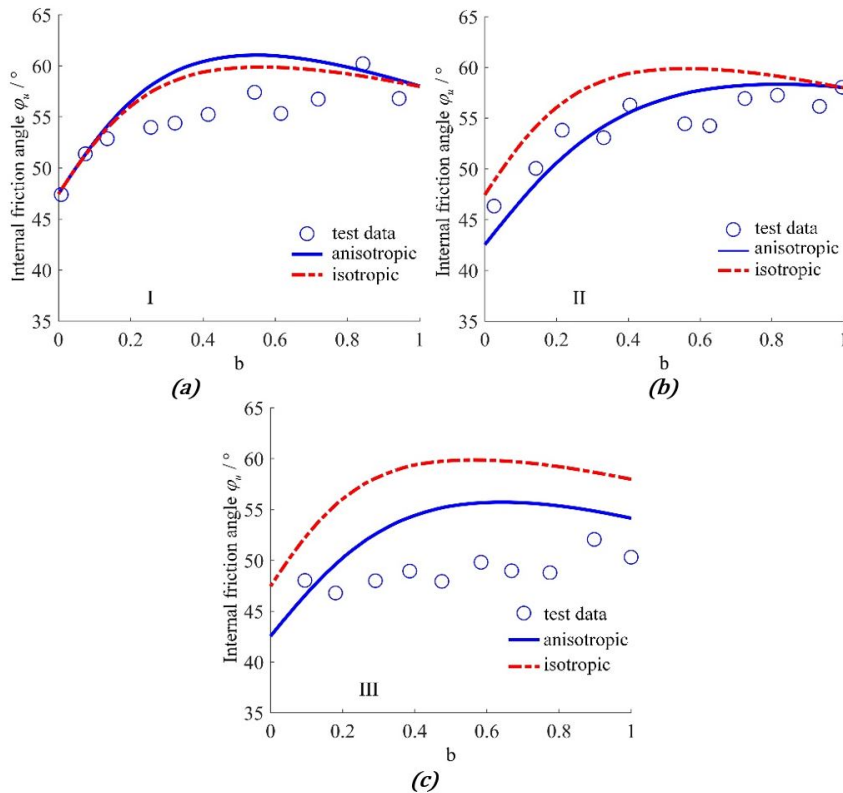 65
60
55
50
45
40
35
Internal friction angle φu / °
test data
anisotropic
isotropic
I
0 0.2 0.4 0.6 0.8 1
b
(a)
65
60
55
50
45
40
35
Internal friction angle φu / °
test data
anisotropic
isotropic
II
0 0.2 0.4 0.6 0.8 1
b
(b)
65
60
55
50
45
40
35
Internal friction angle φu / °
test data
anisotropic
isotropic
III
0 0.2 0.4 0.6 0.8 1
b
(c)